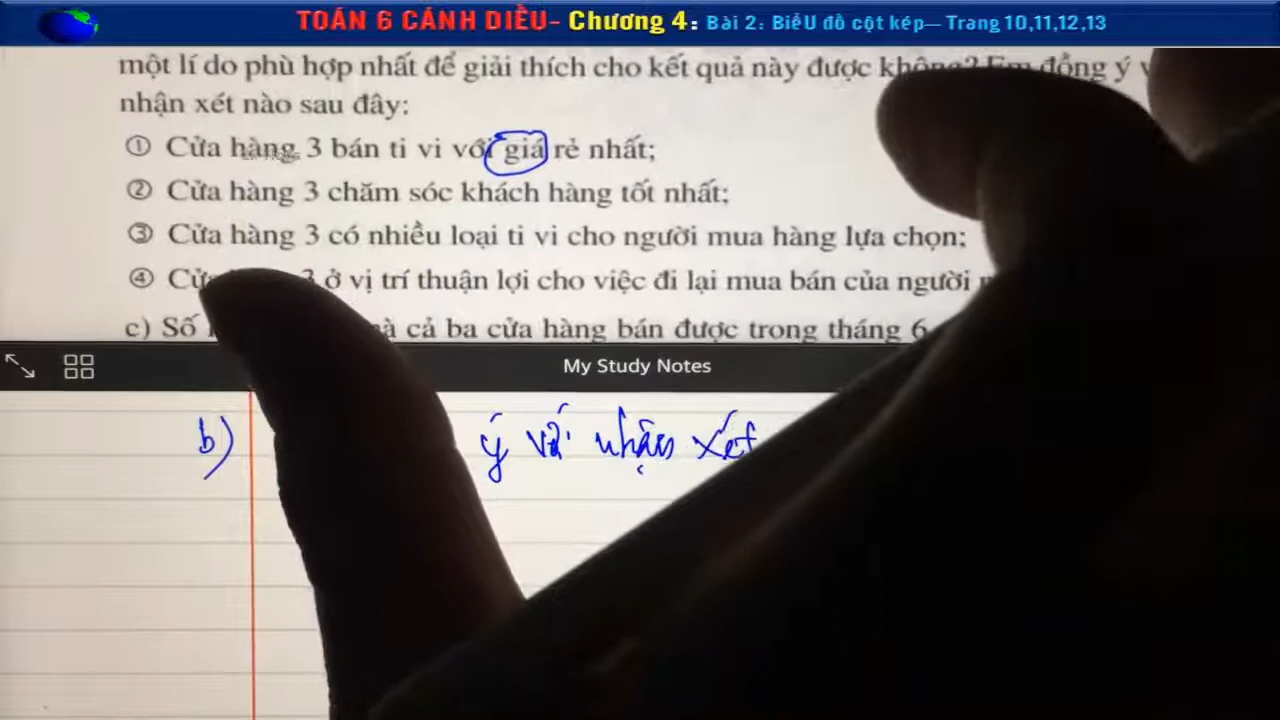 TOÁN 6 CÁNH DIỀU- Chương 4: Bài 2: BiểU đồ cột kép— Trang 10,11,12,13
một lí do phù hợp nhất để giải thích cho kết quả này được không? Em đồng ý
nhận xét nào sau đây:
① Cửa hàng 3 bán ti vi với giá rẻ nhất;
② Cửa hàng 3 chăm sóc khách hàng tốt nhất;
③ Cửa hàng 3 có nhiều loại ti vi cho người mua hàng lựa chọn;
④ 3 ở vị trí thuận lợi cho việc đi lại mua bán của người
c) Số cả ba cửa hàng bán được trong tháng 6
My Study Notes
b) ý với nhận xét